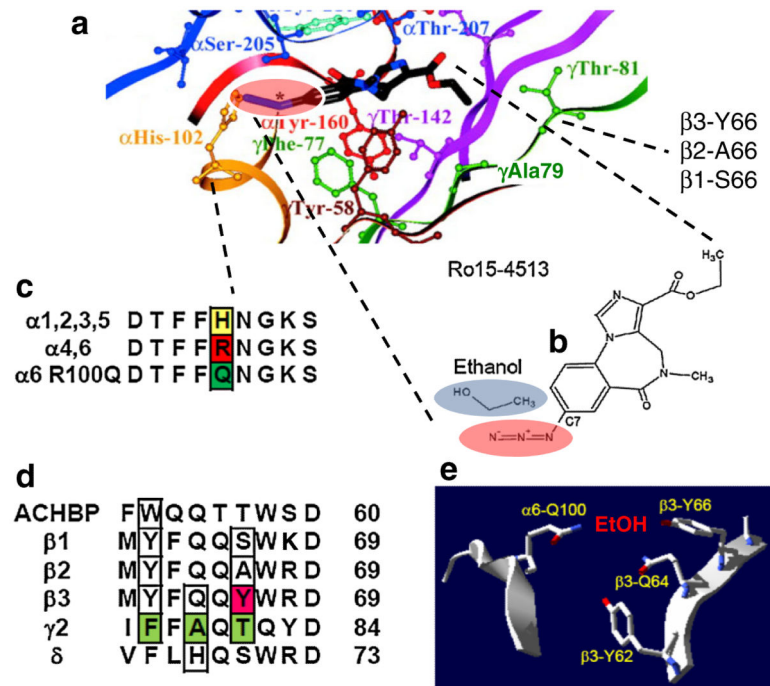 a
αSer-205
αThr-207
γThr-81
αHis-102
*
αTyr-160
γThr-142
γPhe-77
γAla79
γTyr-58
β3-Y66
β2-A66
β1-S66
Ro15-4513
H₃C
O
O
N
N
N
CH₃
O
C7
b
Ethanol
HO
CH₃
N⁻=N⁺=N
c
α1,2,3,5 D T F F H N G K S
α4,6 R
α6 R100Q D T F F Q N G K S
d
ACHBP F W Q Q T T W S D 60
β1 M Y F Q Q S W K D 69
β2 M Y F Q Q A W R D 69
β3 M Y F Q Q Y W R D 69
γ2 I F F A Q T Q Y D 84
δ V F L H Q S W R D 73
e
α6-Q100
EtOH
β3-Y66
β3-Q64
β3-Y62